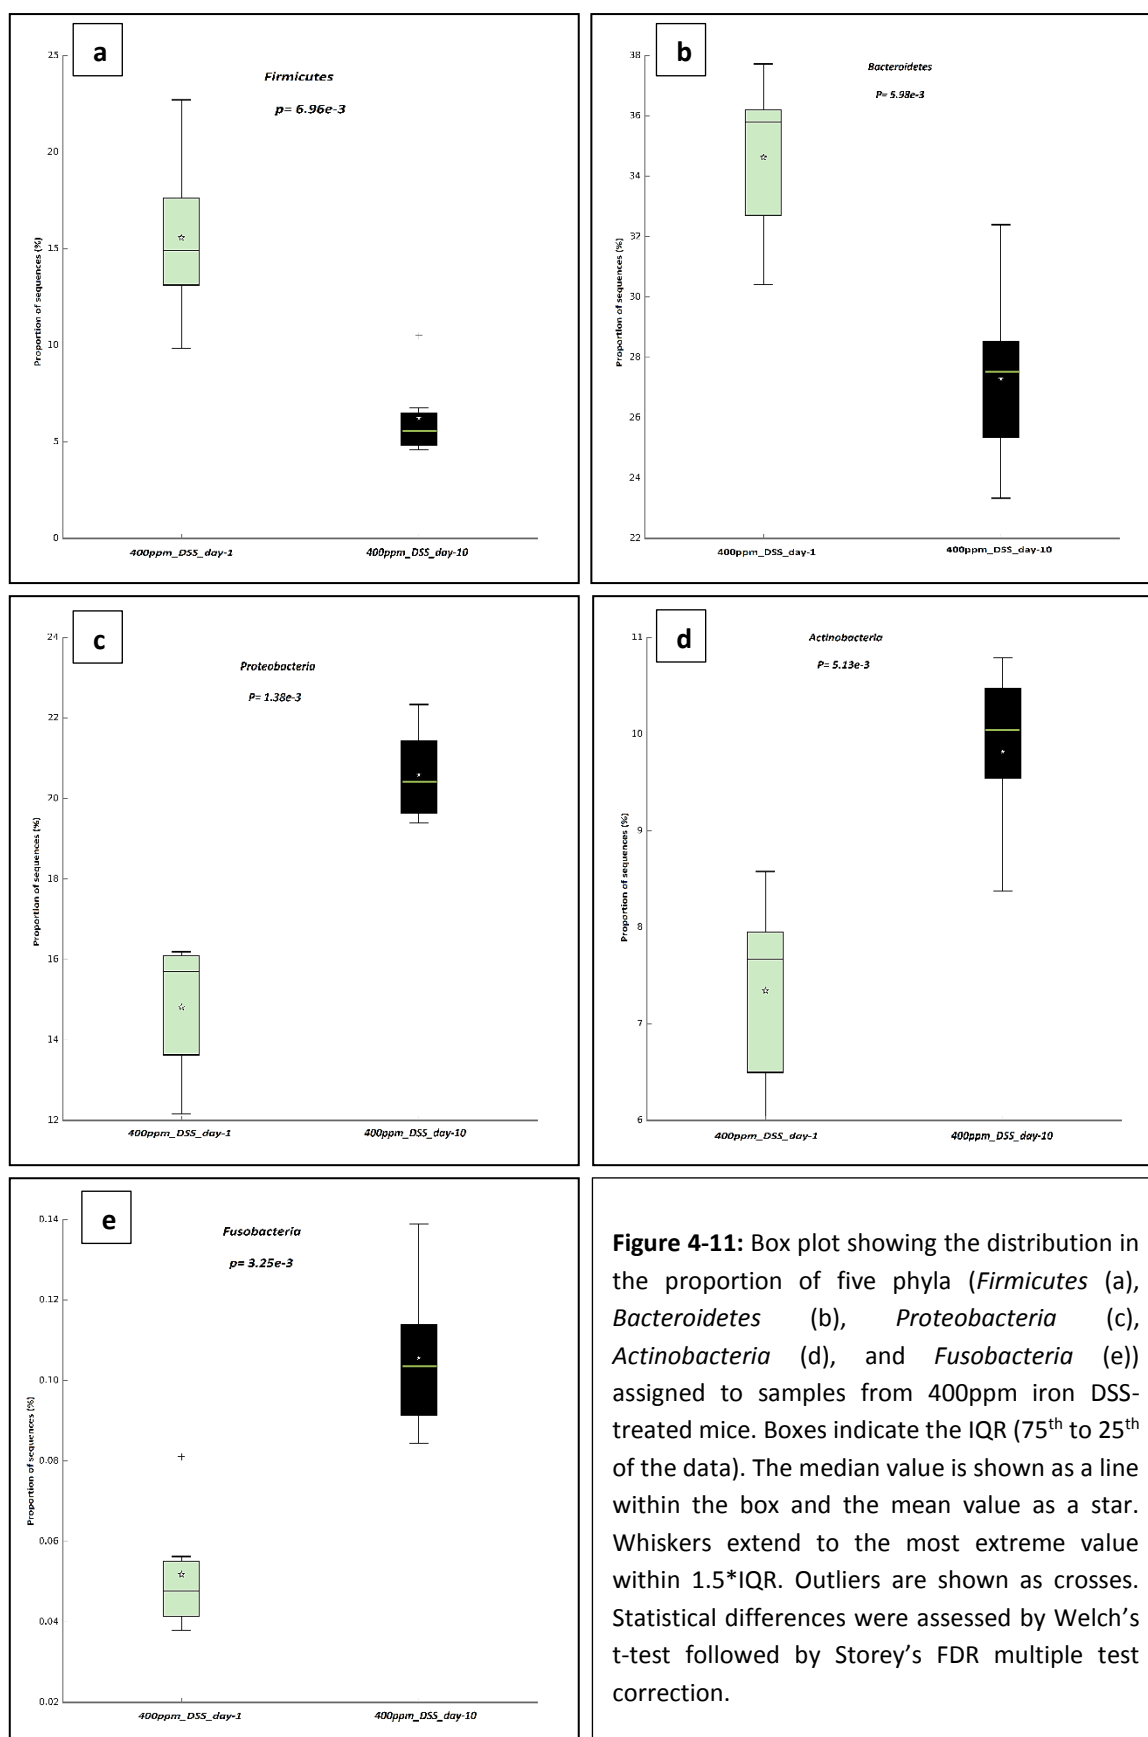 a
Firmicutes
p= 6.96e-3
25
20
15
10
5
0
Proportion of sequences (%)
400ppm_DSS_day-1
400ppm_DSS_day-10
b
Bacteroidetes
P= 5.98e-3
38
36
34
32
30
28
26
24
22
Proportion of sequences (%)
400ppm_DSS_day-1
400ppm_DSS_day-10
c
Proteobacteria
P= 1.38e-3
24
22
20
18
16
14
12
Proportion of sequences (%)
400ppm_DSS_day-1
400ppm_DSS_day-10
d
Actinobacteria
P= 5.13e-3
11
10
9
8
7
6
Proportion of sequences (%)
400ppm_DSS_day-1
400ppm_DSS_day-10
e
Fusobacteria
p= 3.25e-3
0.14
0.12
0.10
0.08
0.06
0.04
0.02
Proportion of sequences (%)
400ppm_DSS_day-1
400ppm_DSS_day-10
Figure 4-11: Box plot showing the distribution in
the proportion of five phyla (Firmicutes (a),
Bacteroidetes (b), Proteobacteria (c),
Actinobacteria (d), and Fusobacteria (e))
assigned to samples from 400ppm iron DSS-
treated mice. Boxes indicate the IQR (75th to 25th
of the data). The median value is shown as a line
within the box and the mean value as a star.
Whiskers extend to the most extreme value
within 1.5*IQR. Outliers are shown as crosses.
Statistical differences were assessed by Welch’s
t-test followed by Storey’s FDR multiple test
correction.